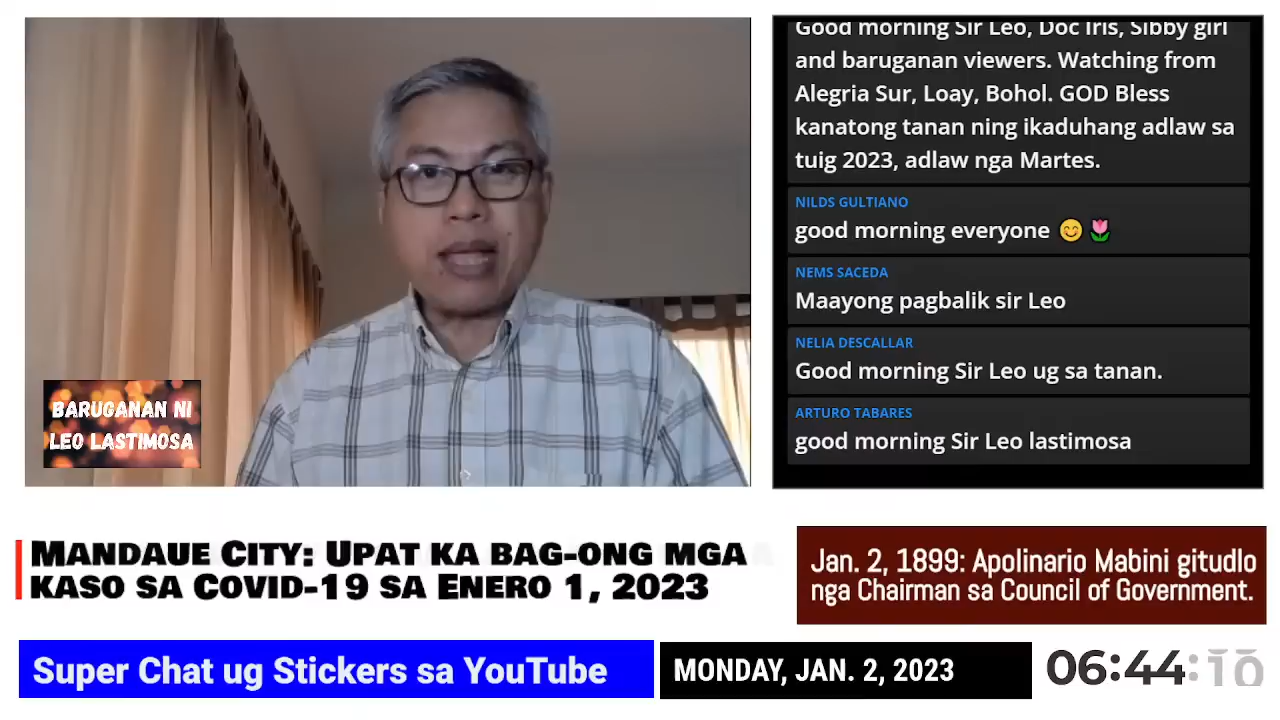 Good morning Sir Leo, Doc Iris, Sibby girl
and baruganan viewers. Watching from
Alegria Sur, Loay, Bohol. GOD Bless
kanatong tanan ning ikaduhang adlaw sa
tuig 2023, adlaw nga Martes.
NILDS GULTIANO
good morning everyone 😊🌷
NEMS SACEDA
Maayong pagbalik sir Leo
NELIA DESCALLAR
Good morning Sir Leo ug sa tanan.
ARTURO TABARES
good morning Sir Leo lastimosa
BARUGANAN NI
LEO LASTIMOSA
MANDAUE CITY: UPAT KA BAG-ONG MGA
KASO SA COVID-19 SA ENERO 1, 2023
Jan. 2, 1899: Apolinario Mabini gitudlo
nga Chairman sa Council of Government.
Super Chat ug Stickers sa YouTube
MONDAY, JAN. 2, 2023
06:44